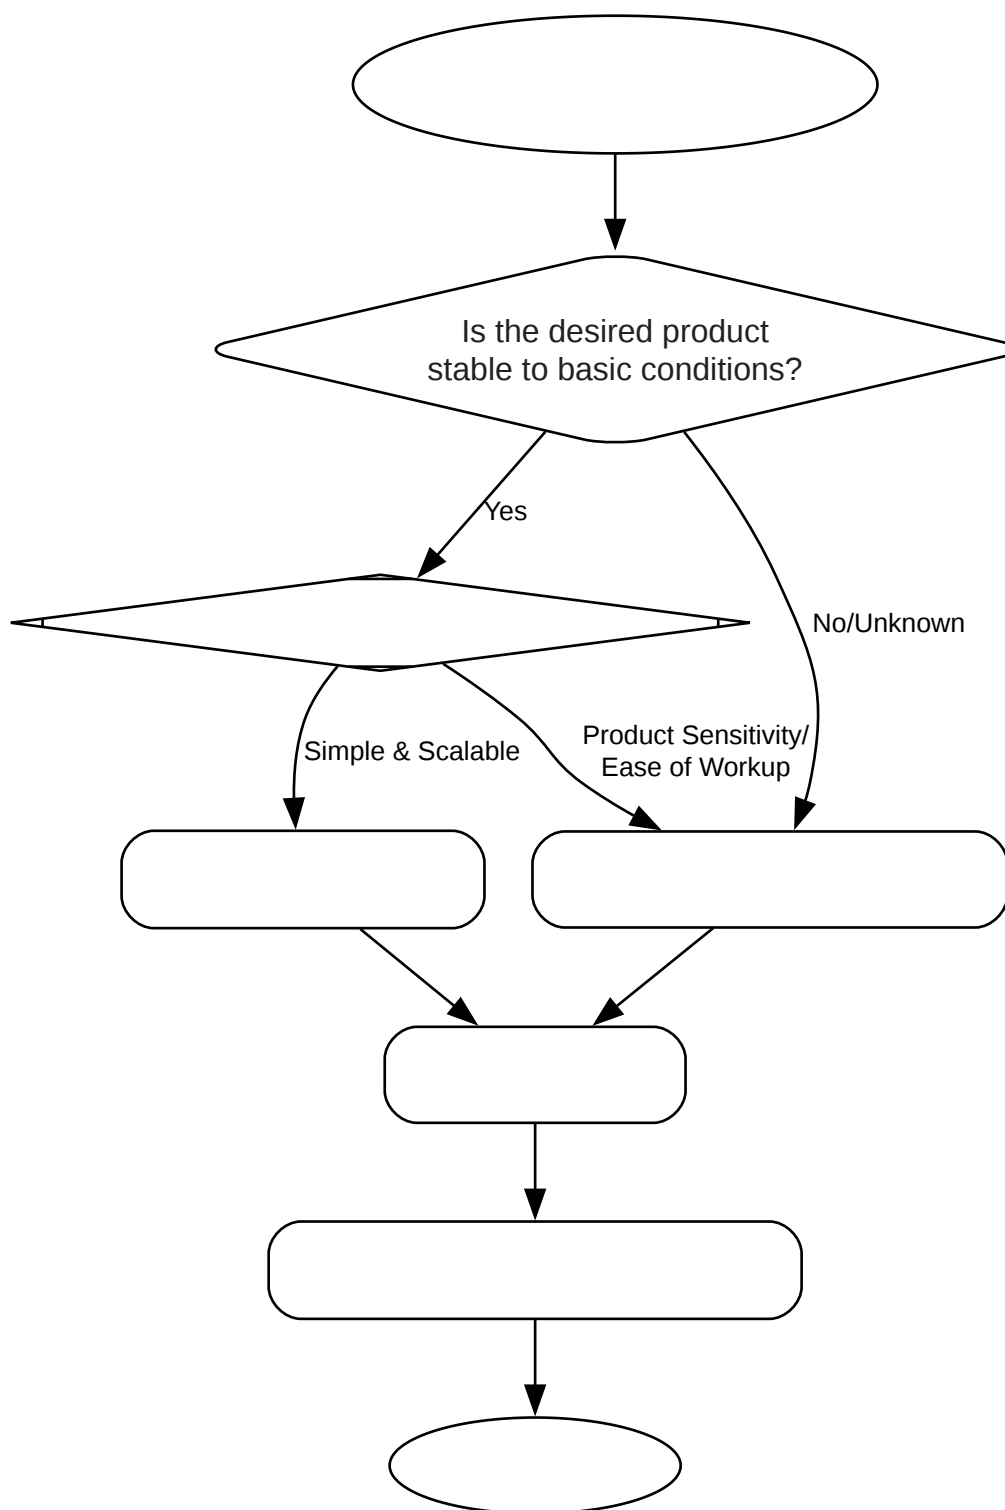 Is the desired product
stable to basic conditions?
Yes
No/Unknown
Simple & Scalable
Product Sensitivity/
Ease of Workup